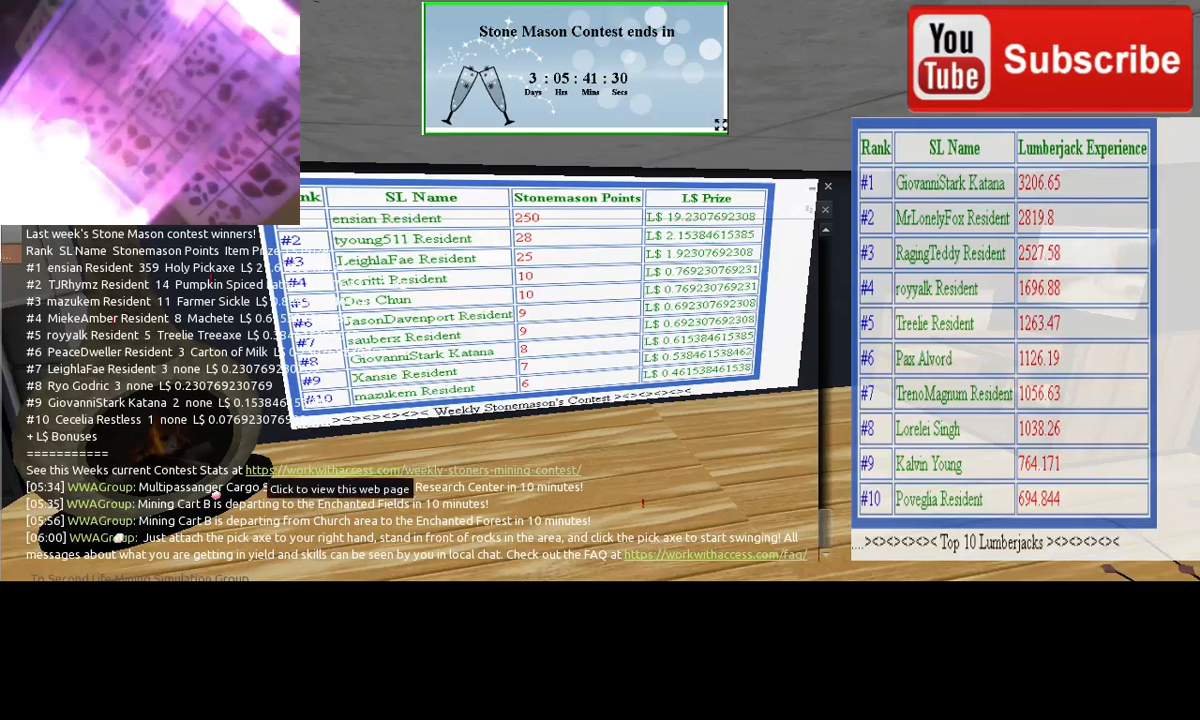 Stone Mason Contest ends in
3 : 05 : 41 : 30
Days Hrs Mins Secs
You Tube Subscribe
Rank SL Name Lumberjack Experience
#1 GiovanniStark Katana 3206.65
#2 MrLonelyFox Resident 2819.8
#3 RagingTeddy Resident 2527.58
#4 royyalk Resident 1696.88
#5 Treelie Resident 1263.47
#6 Pax Alvord 1126.19
#7 TrenoMagnum Resident 1056.63
#8 Lorelei Singh 1038.26
#9 Kalvin Young 764.171
#10 Poveglia Resident 694.844
....><><><><>< Top 10 Lumberjacks ><><><><><
SL Name Stonemason Points L$ Prize
ensian Resident 250 L$ 19.2307692308
#2 tyoung511 Resident 28 L$ 2.15384615385
#3 LeighlaFae Resident 25 L$ 1.92307692308
#4 Resident 10 L$ 0.769230769231
#5 Des Chun 10 L$ 0.769230769231
#6 JasonDavenport Resident 9 L$ 0.692307692308
#7 sauberx Resident 9 L$ 0.692307692308
#8 GiovanniStark Katana 8 L$ 0.615384615385
#9 Xansie Resident 7 L$ 0.538461538462
#10 mazukem Resident 6 L$ 0.461538461538
Weekly Stonemason's Contest
Last week's Stone Mason contest winners!
Rank SL Name Stonemason Points Item
#1 ensian Resident 359 Holy Pickaxe L$
#2 TJRhymz Resident 14 Pumpkin Spiced
#3 mazukem Resident 11 Farmer Sickle L$
#4 MiekeAmber Resident 8 Machete L$
#5 royyalk Resident 5 Treelie Treeaxe L$
#6 PeaceDweller Resident 3 Carton of Milk L$
#7 LeighlaFae Resident 3 none L$ 0.230769230769
#8 Ryo Godric 3 none L$ 0.230769230769
#9 GiovanniStark Katana 2 none L$
#10 Cecelia Restless 1 none L$
+ L$ Bonuses
===========
See this Weeks current Contest Stats at https://workwithaccess.com/weekly-stoners-mining-contest/
[05:34] WWAGroup: Multipassanger Cargo Research Center in 10 minutes!
Click to view this web page
[05:35] WWAGroup: Mining Cart B is departing to the Enchanted Fields in 10 minutes!
[05:56] WWAGroup: Mining Cart B is departing from Church area to the Enchanted Forest in 10 minutes!
[06:00] WWAGroup: Just attach the pick axe to your right hand, stand in front of rocks in the area, and click the pick axe to start swinging! All
messages about what you are getting in yield and skills can be seen by you in local chat. Check out the FAQ at https://workwithaccess.com/faq/
To Second Life Mining Simulation Group